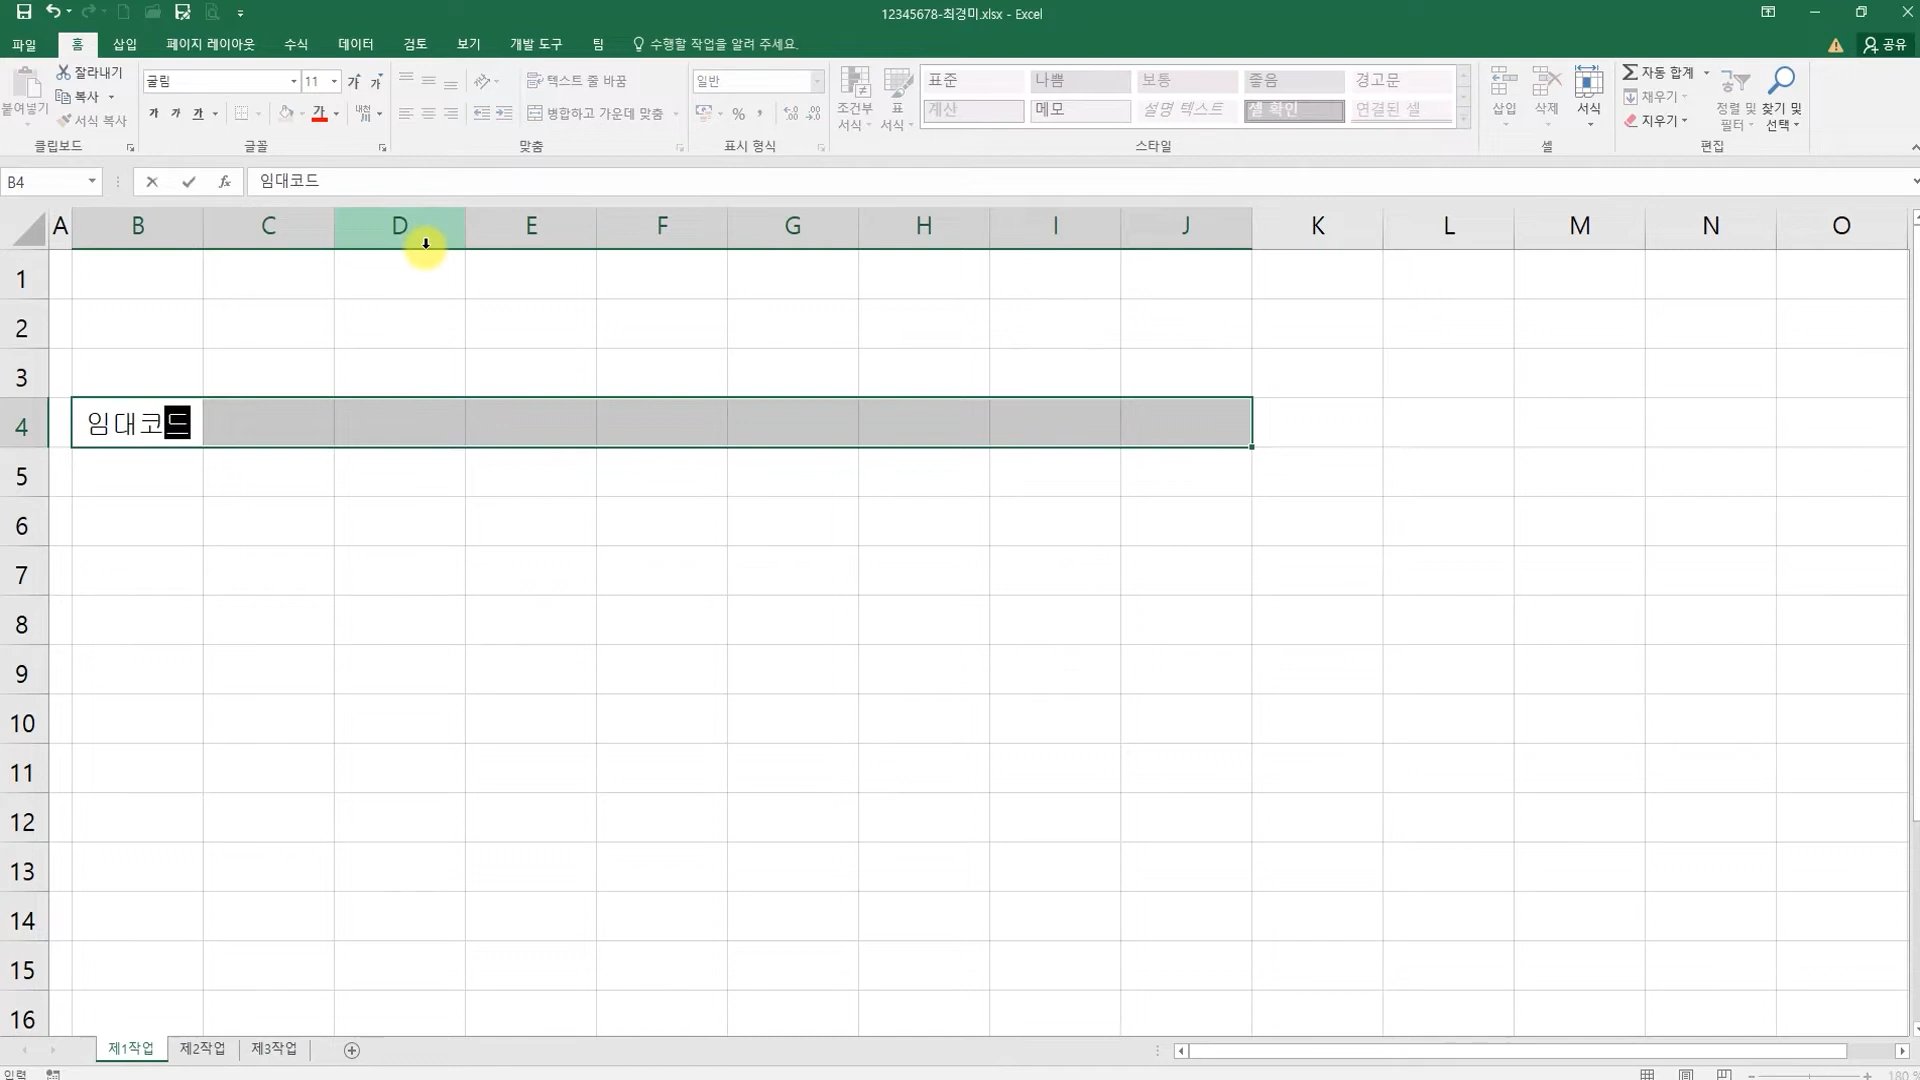 12345678-최경미.xlsx - Excel
파일 홈 삽입 페이지 레이아웃 수식 데이터 검토 보기 개발 도구 팀 수행할 작업을 알려 주세요. 공유
붙여넣기 잘라내기 복사 서식 복사 클립보드
굴림 11 가 가 가 가 가 가 내천 글꼴
텍스트 줄 바꿈 병합하고 가운데 맞춤 맞춤
일반 % , 표시 형식
조건부 서식 표 서식 표준 나쁨 보통 좋음 경고문
계산 메모 설명 텍스트 셀 확인 연결된 셀
스타일
삽입 삭제 서식 셀
자동 합계 채우기 지우기 정렬 및 필터 찾기 및 선택 편집
B4 fx 임대코드
A B C D E F G H I J K L M N O
1
2
3
4 임대코드
5
6
7
8
9
10
11
12
13
14
15
16
제1작업 제2작업 제3작업
입력 180 %